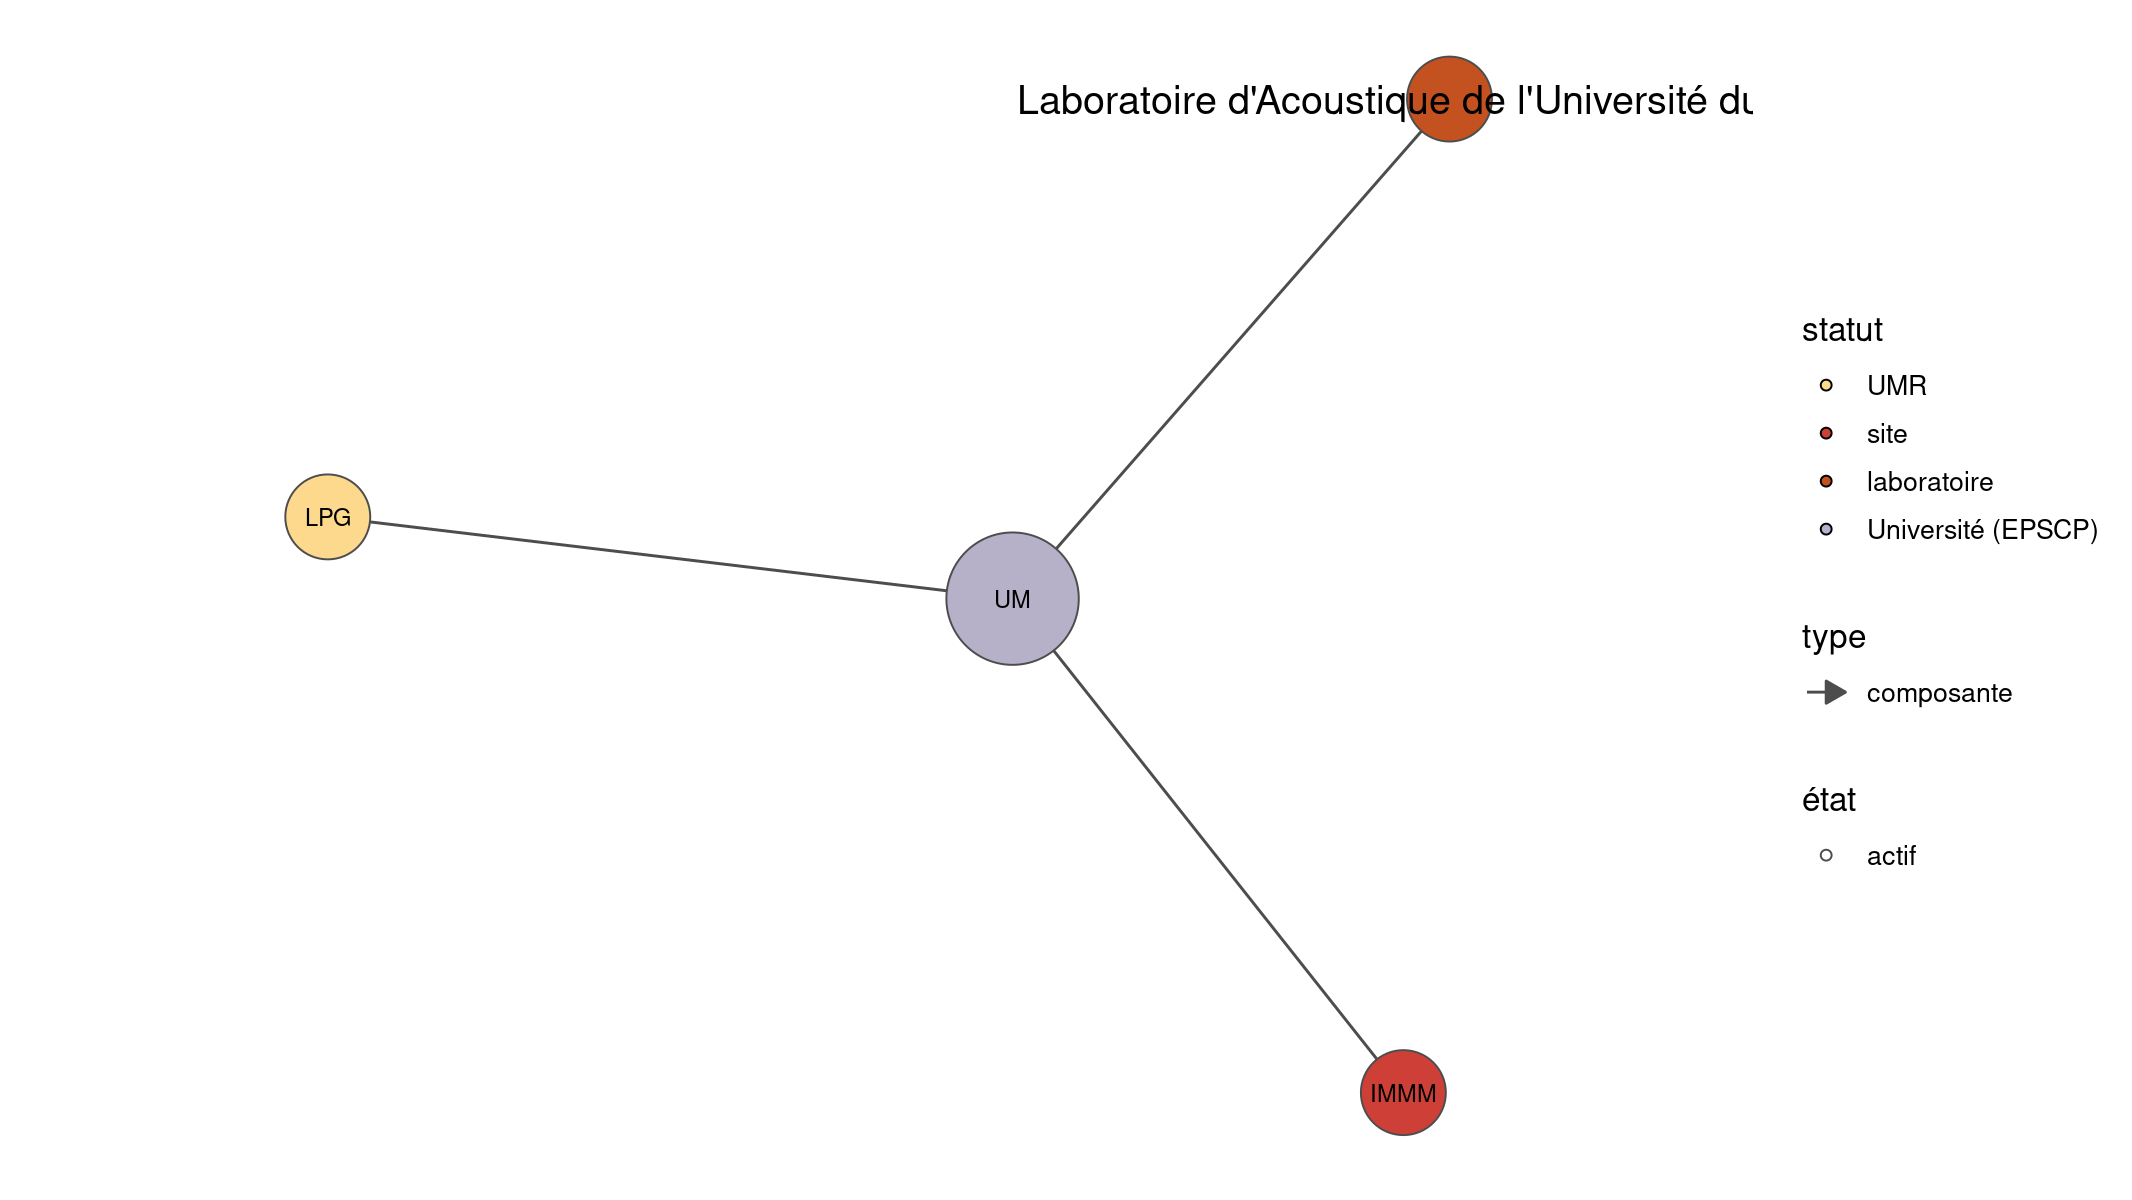 Laboratoire d'Acoustique de l'Université du
LPG
UM
IMMM
statut
UMR
site
laboratoire
Université (EPSCP)
type
composante
état
actif